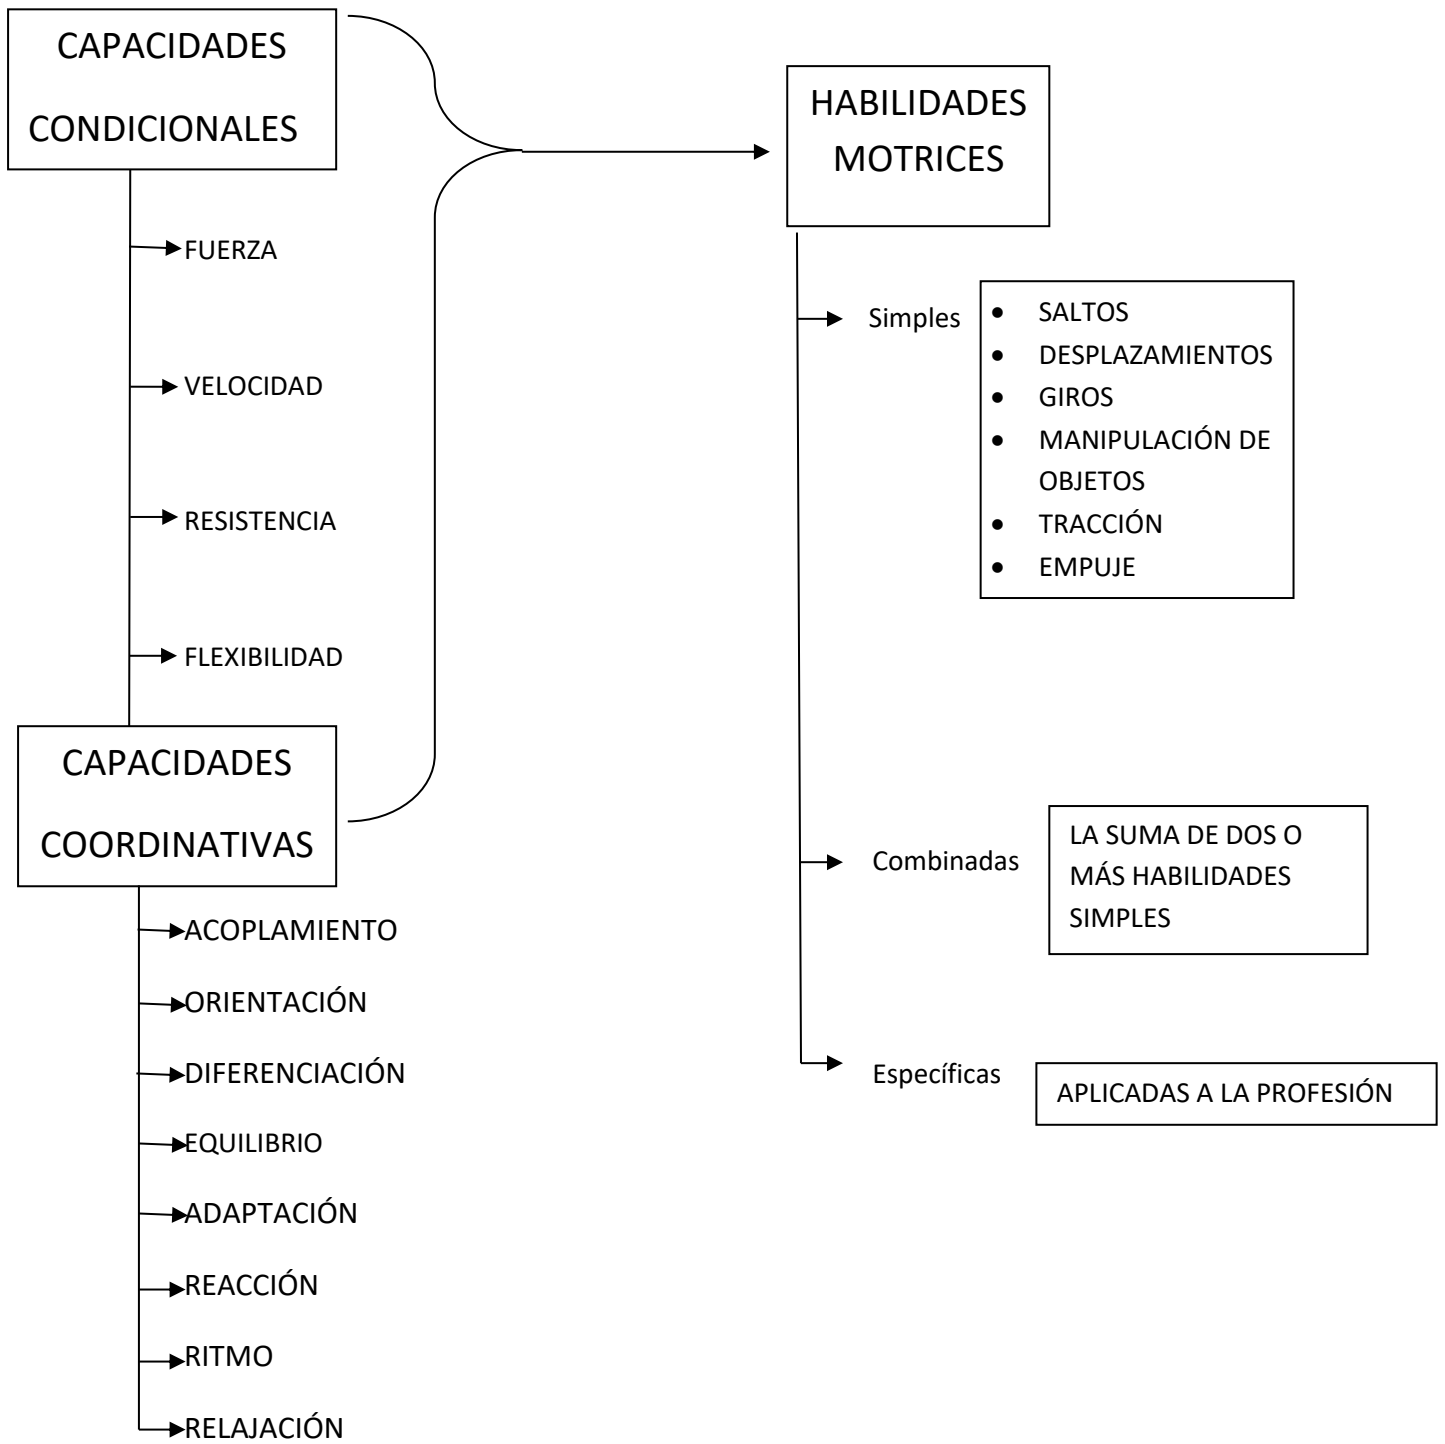 CAPACIDADES
CONDICIONALES
FUERZA
VELOCIDAD
RESISTENCIA
FLEXIBILIDAD
CAPACIDADES
COORDINATIVAS
ACOPLAMIENTO
ORIENTACIÓN
DIFERENCIACIÓN
EQUILIBRIO
ADAPTACIÓN
REACCIÓN
RITMO
RELAJACIÓN
HABILIDADES
MOTRICES
Simples
• SALTOS
• DESPLAZAMIENTOS
• GIROS
• MANIPULACIÓN DE
OBJETOS
• TRACCIÓN
• EMPUJE
Combinadas
LA SUMA DE DOS O
MÁS HABILIDADES
SIMPLES
Específicas
APLICADAS A LA PROFESIÓN